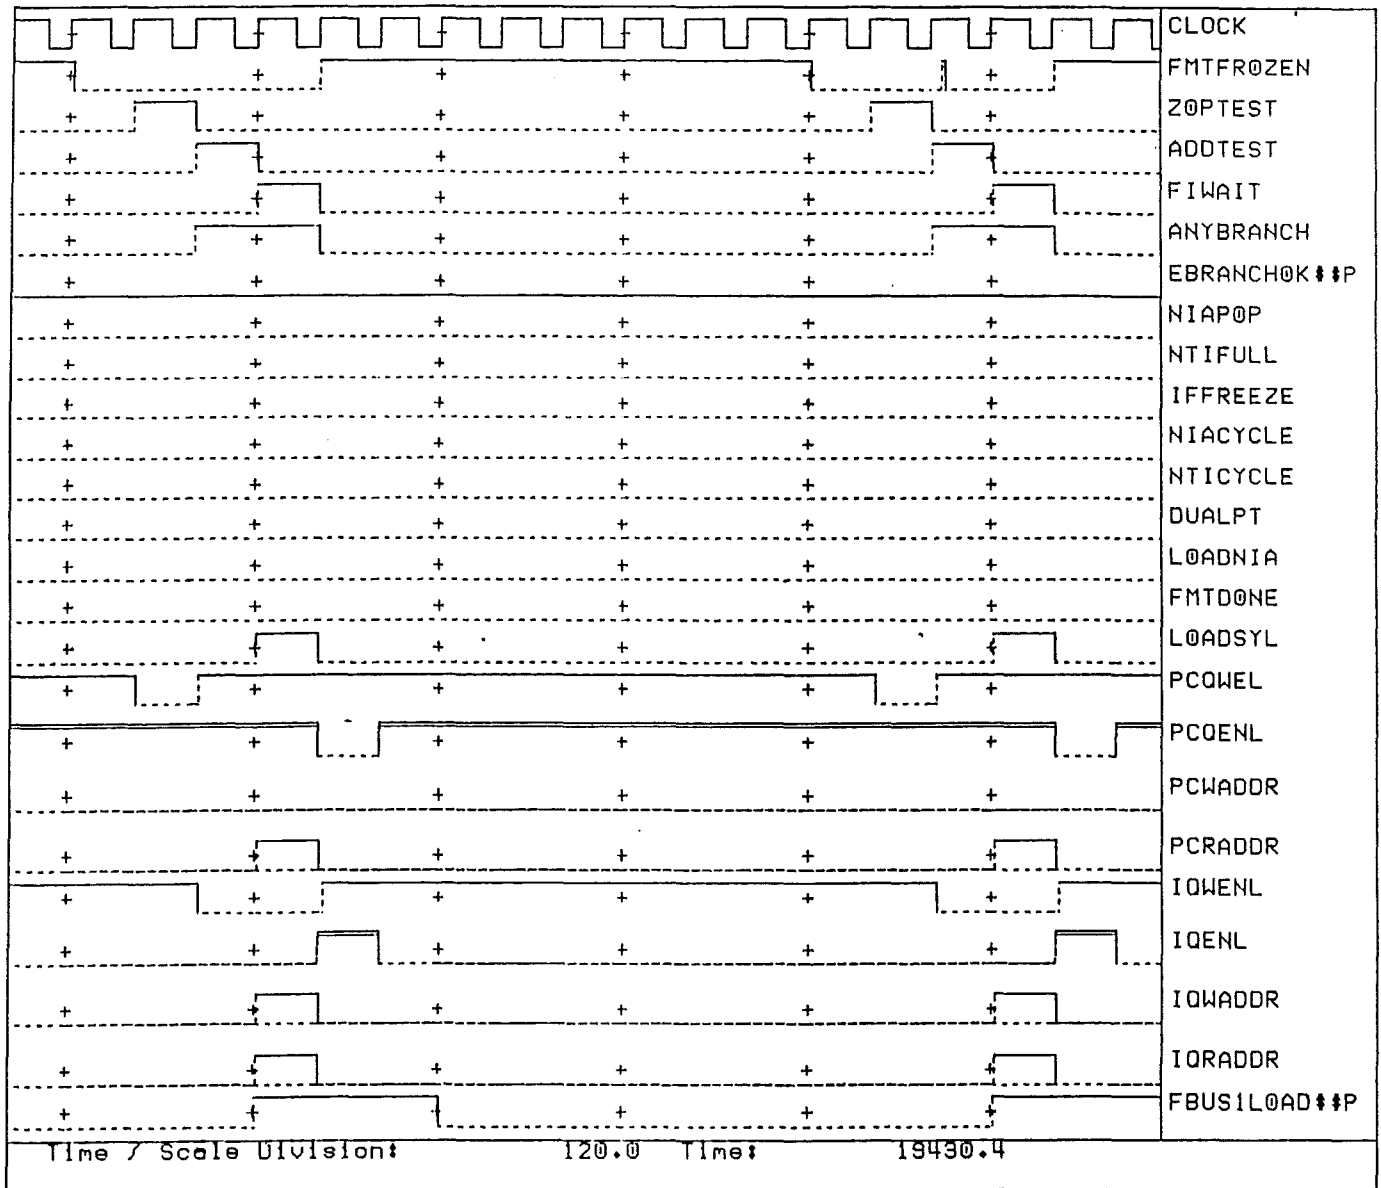 CLOCK
FMTFR0ZEN
Z0PTEST
ADDTEST
FIWAIT
ANYBRANCH
EBRANCH0K$$P
NIAP0P
NTIFULL
IFFREEZE
NIACYCLE
NTICYCLE
DUALPT
L0ADNIA
FMTD0NE
L0ADSYL
PCQWEL
PCQENL
PCWADDR
PCRADDR
IQWENL
IQENL
IQWADDR
IQRADDR
FBUS1L0AD$$P
Time / Scale Division: 120.0 Time: 19430.4